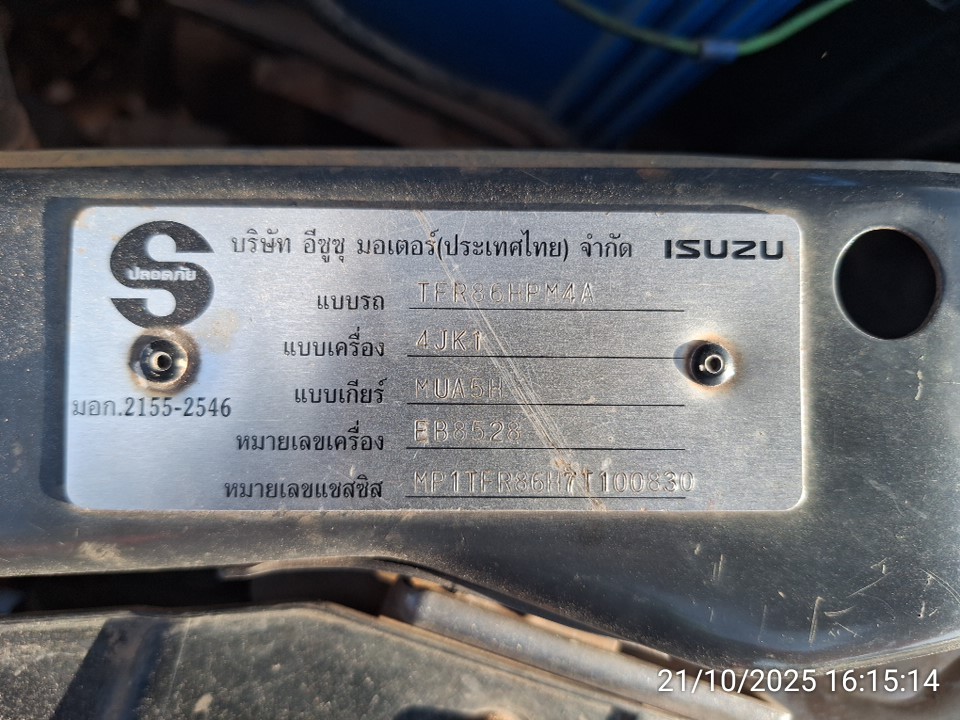 บริษัท อีซูซุ มอเตอร์(ประเทศไทย) จำกัด ISUZU
ปลอดภัย
แบบรถ TFR86HPM4A
แบบเครื่อง 4JK1
แบบเกียร์ MUA5H
มอก.2155-2546
หมายเลขเครื่อง EB8528
หมายเลขแชสซิส MP1TFR86H7T100830
21/10/2025 16:15:14